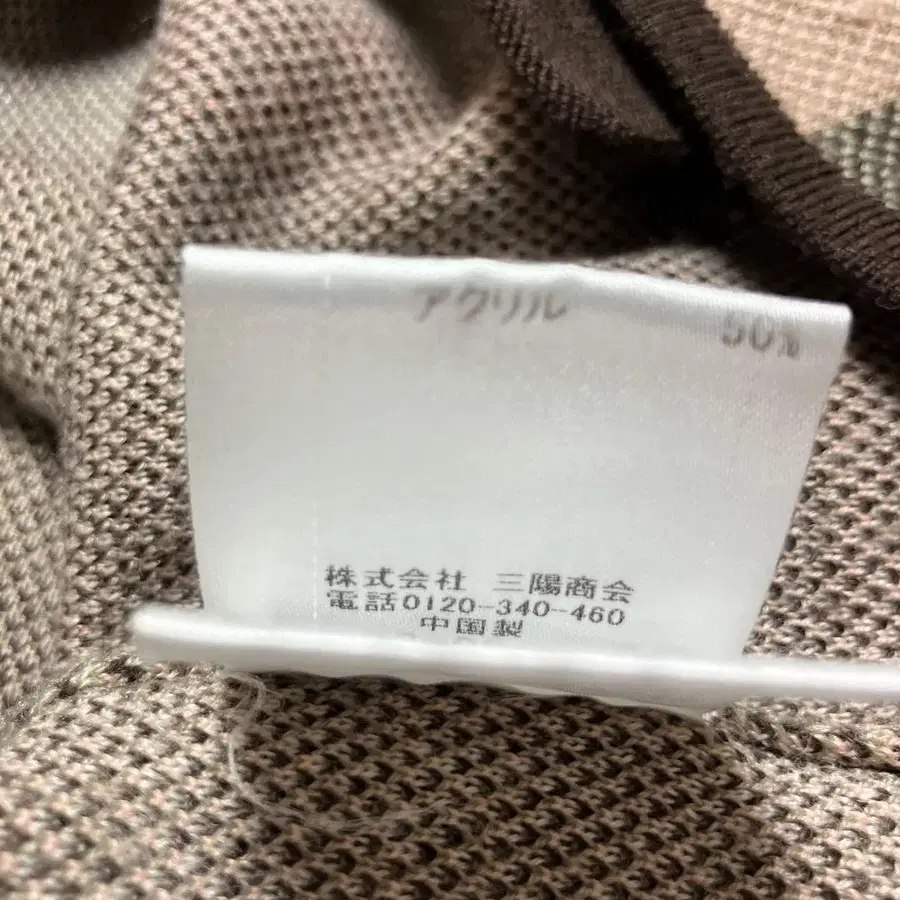 アクリル 50%
株式会社 三陽商会
電話0120-340-460
中国製